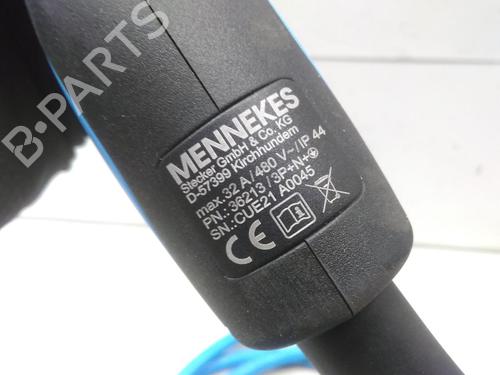 B-PARTS
MENNEKES
Stecker GmbH & Co. KG
D-57399 Kirchhundem
max. 32 A / 480 V~ / IP 44
PN.: 36213 / 3P+N+⏚
SN.:CUE21 A0045
CE